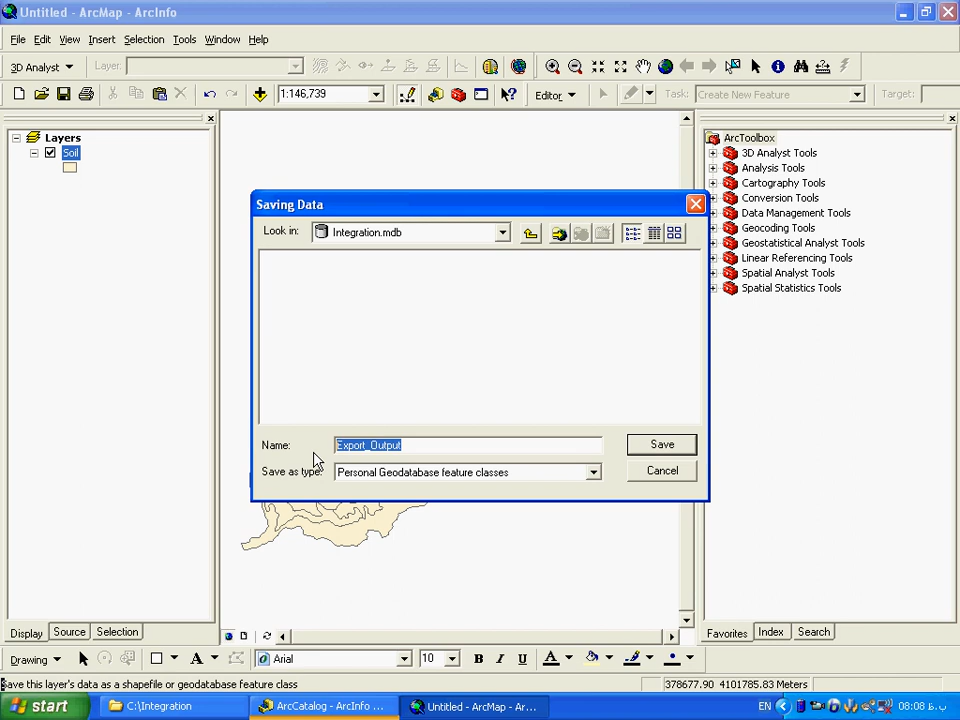 Untitled - ArcMap - ArcInfo
File Edit View Insert Selection Tools Window Help
3D Analyst Layer:
1:146,739 Editor Task: Create New Feature Target:
Layers
Soil
ArcToolbox
3D Analyst Tools
Analysis Tools
Cartography Tools
Conversion Tools
Data Management Tools
Geocoding Tools
Geostatistical Analyst Tools
Linear Referencing Tools
Spatial Analyst Tools
Spatial Statistics Tools
Saving Data
Look in: Integration.mdb
Name: Export_Output Save
Save as type: Personal Geodatabase feature classes Cancel
Display Source Selection
Favorites Index Search
Drawing A Arial 10 B I U A
Save this layer's data as a shapefile or geodatabase feature class 378677.90 4101785.83 Meters
start C:\Integration ArcCatalog - ArcInfo ... Untitled - ArcMap - Ar... EN 08:08 ب.ظ